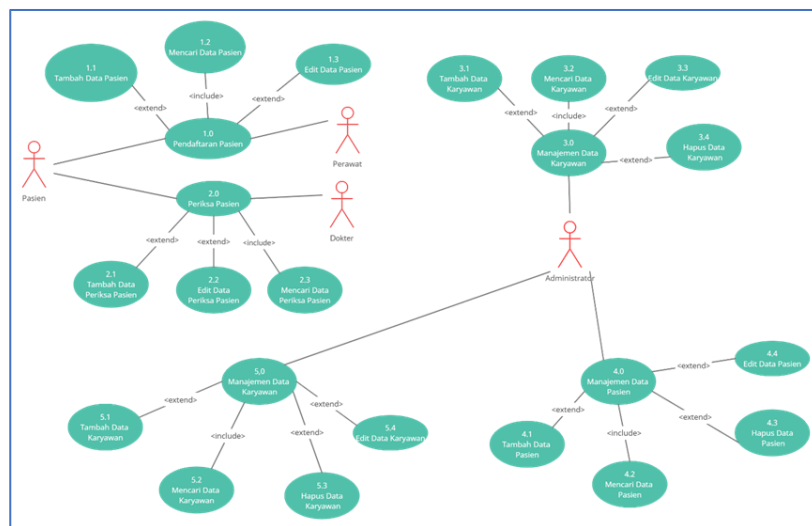 1.1
Tambah Data Pasien
1.2
Mencari Data Pasien
1.3
Edit Data Pasien
<extend>
<include>
<extend>
1.0
Pendaftaran Pasien
Pasien
Perawat
2.0
Periksa Pasien
Dokter
<extend>
<extend>
<include>
2.1
Tambah Data
Periksa Pasien
2.2
Edit Data
Periksa Pasien
2.3
Mencari Data
Periksa Pasien
3.1
Tambah Data
Karyawan
3.2
Mencari Data
Karyawan
3.3
Edit Data Karyawan
<extend>
<include>
<extend>
3.0
Manajemen Data
Karyawan
<extend>
3.4
Hapus Data
Karyawan
Administrator
5,0
Manajemen Data
Karyawan
<extend>
<include>
<extend>
<extend>
5.1
Tambah Data
Karyawan
5.2
Mencari Data
Karyawan
5.3
Hapus Data
Karyawan
5.4
Edit Data Karyawan
4.0
Manajemen Data
Pasien
<extend>
4.4
Edit Data Pasien
<extend>
<include>
<extend>
4.1
Tambah Data
Pasien
4.2
Mencari Data
Pasien
4.3
Hapus Data
Pasien